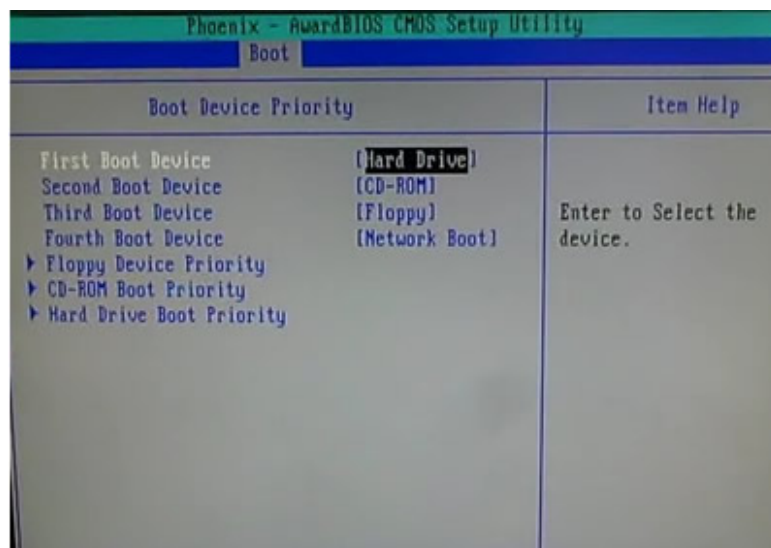 Phoenix - AwardBIOS CMOS Setup Utility
Boot
Boot Device Priority
Item Help
First Boot Device [Hard Drive]
Second Boot Device [CD-ROM]
Third Boot Device [Floppy]
Fourth Boot Device [Network Boot]
Floppy Device Priority
CD-ROM Boot Priority
Hard Drive Boot Priority
Enter to Select the
device.